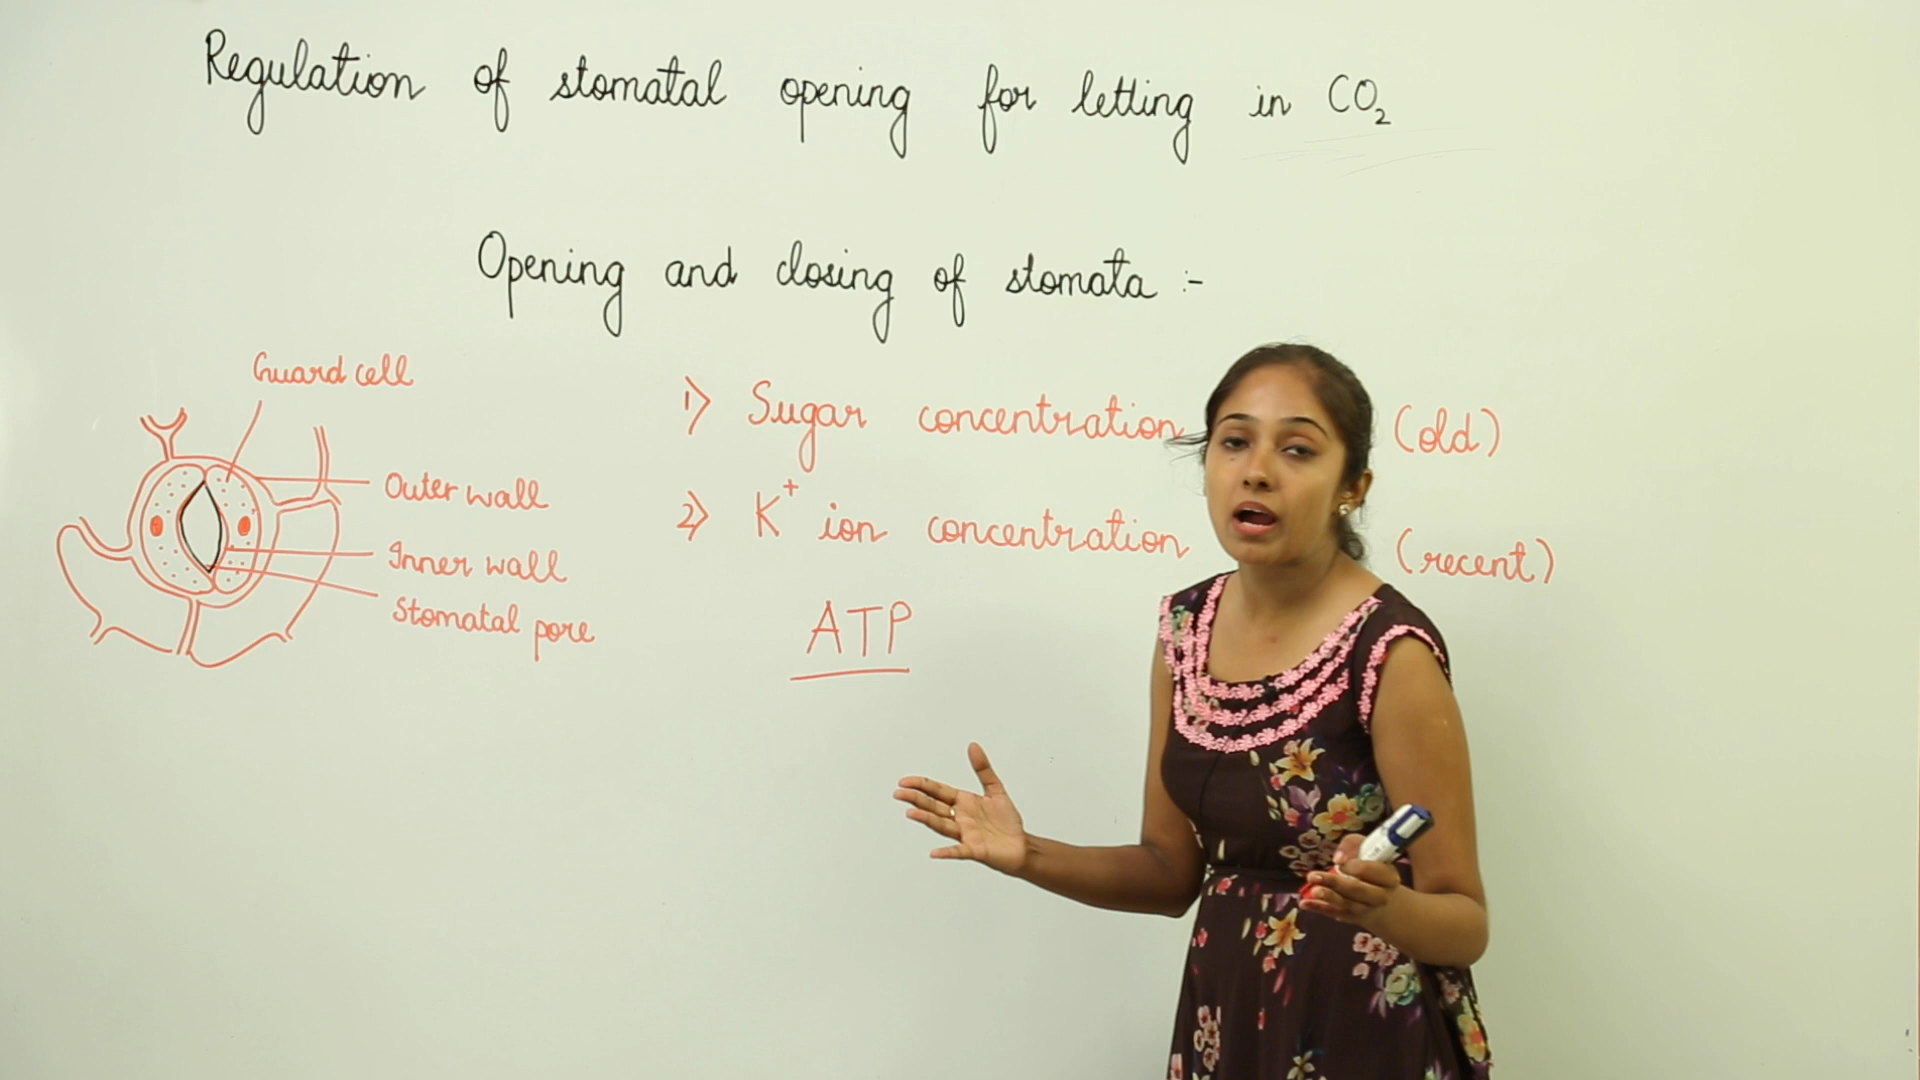 Regulation of stomatal opening for letting in CO₂
Opening and closing of stomata :-
Guard cell
Outer wall
Inner wall
Stomatal pore
1) Sugar concentration (old)
2) K⁺ ion concentration (recent)
ATP